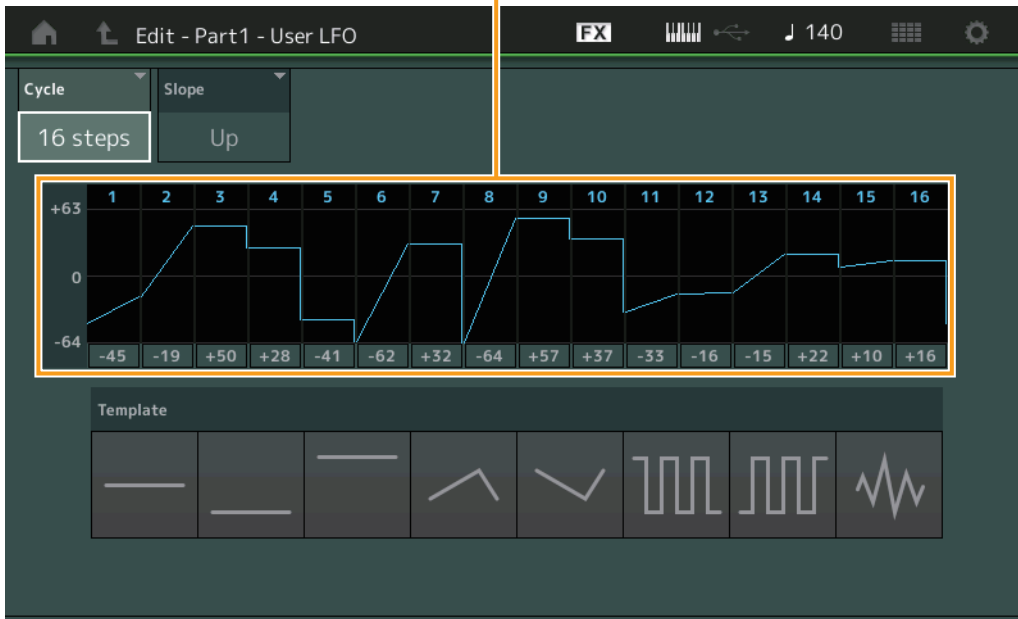 Edit - Part1 - User LFO FX ♩ 140
Cycle Slope
16 steps Up
1 2 3 4 5 6 7 8 9 10 11 12 13 14 15 16
+63
0
-64
-45 -19 +50 +28 -41 -62 +32 -64 +57 +37 -33 -16 -15 +22 +10 +16
Template